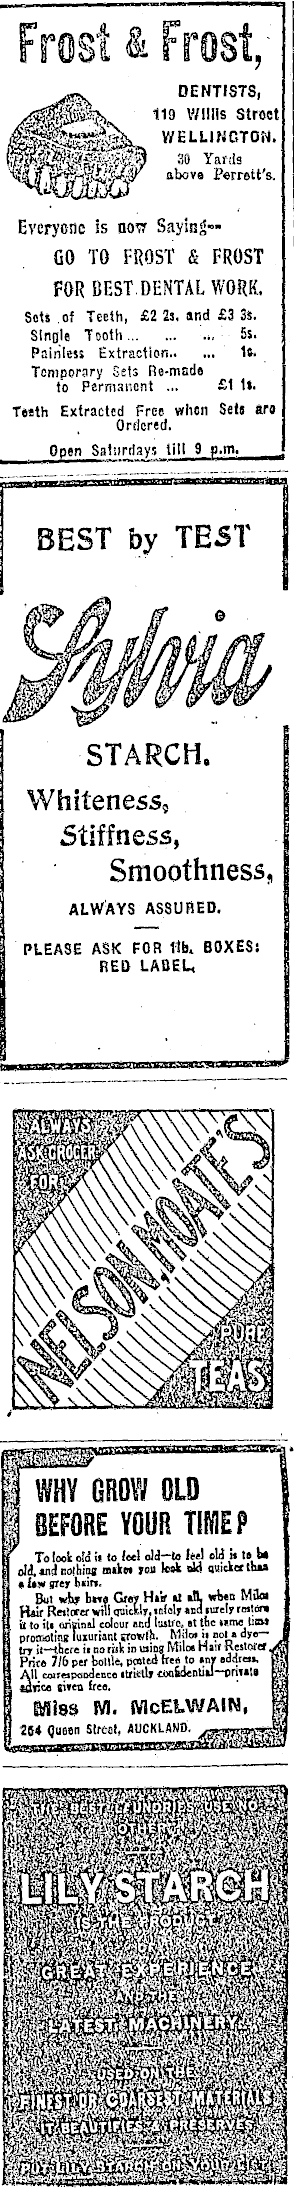 Frost & Frost,
DENTISTS,
119 Willis Street
WELLINGTON.
30 Yards
above Perrett's.
Everyone is now Saying—
GO TO FROST & FROST
FOR BEST DENTAL WORK.
Sets of Teeth, £2 2s. and £3 3s.
Single Tooth ... ... ... 5s.
Painless Extraction.. ... 1s.
Temporary Sets Re-made
to Permanent ... £1 1s.
Teeth Extracted Free when Sets are
Ordered.
Open Saturdays till 9 p.m.
BEST by TEST
Sylvia
STARCH.
Whiteness,
Stiffness,
Smoothness,
ALWAYS ASSURED.
PLEASE ASK FOR 1lb. BOXES:
RED LABEL.
ALWAYS
ASK GROCER
FOR
NELSON, MOATE'S
PURE
TEAS
WHY GROW OLD
BEFORE YOUR TIME?
To look old is to feel old—to feel old is to be
old, and nothing makes you look old quicker than
a few grey hairs.
But why have Grey Hair at all, when Milos
Hair Restorer will quickly, safely and surely restore
it to its original colour and lustre, at the same time
promoting luxuriant growth. Milos is not a dye—
try it—there is no risk in using Milos Hair Restorer
Price 7/6 per bottle, posted free to any address.
All correspondence strictly confidential—private
advice given free.
Miss M. McELWAIN,
254 Queen Street, AUCKLAND.
THE BEST LAUNDRIES USE NO
OTHER.
LILY STARCH
IS THE PRODUCT
OF
GREAT EXPERIENCE
AND THE
LATEST MACHINERY.
USED ON THE
FINEST OR COARSEST MATERIALS
IT BEAUTIFIES & PRESERVES
PUT LILY STARCH ON YOUR LIST